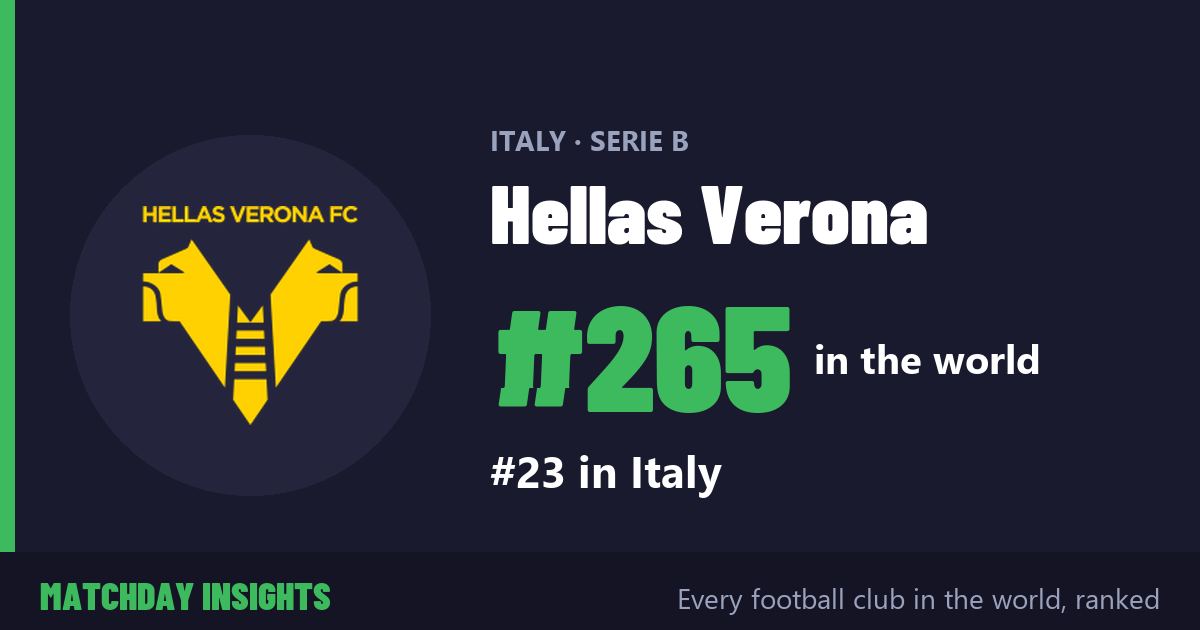 ITALY · SERIE B
HELLAS VERONA FC
Hellas Verona
#265 in the world
#23 in Italy
MATCHDAY INSIGHTS
Every football club in the world, ranked